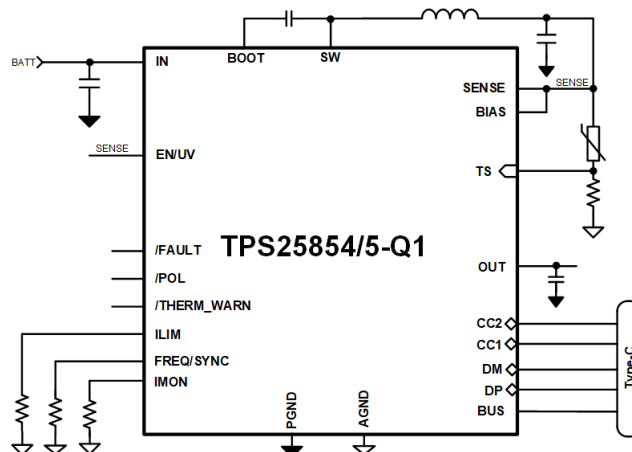 BATT
IN
BOOT
SW
SENSE
SENSE
BIAS
SENSE
EN/UV
TS
TPS25854/5-Q1
/FAULT
/POL
/THERM_WARN
OUT
ILIM
CC2
FREQ/SYNC
CC1
IMON
DM
DP
BUS
PGND
AGND
Type-C